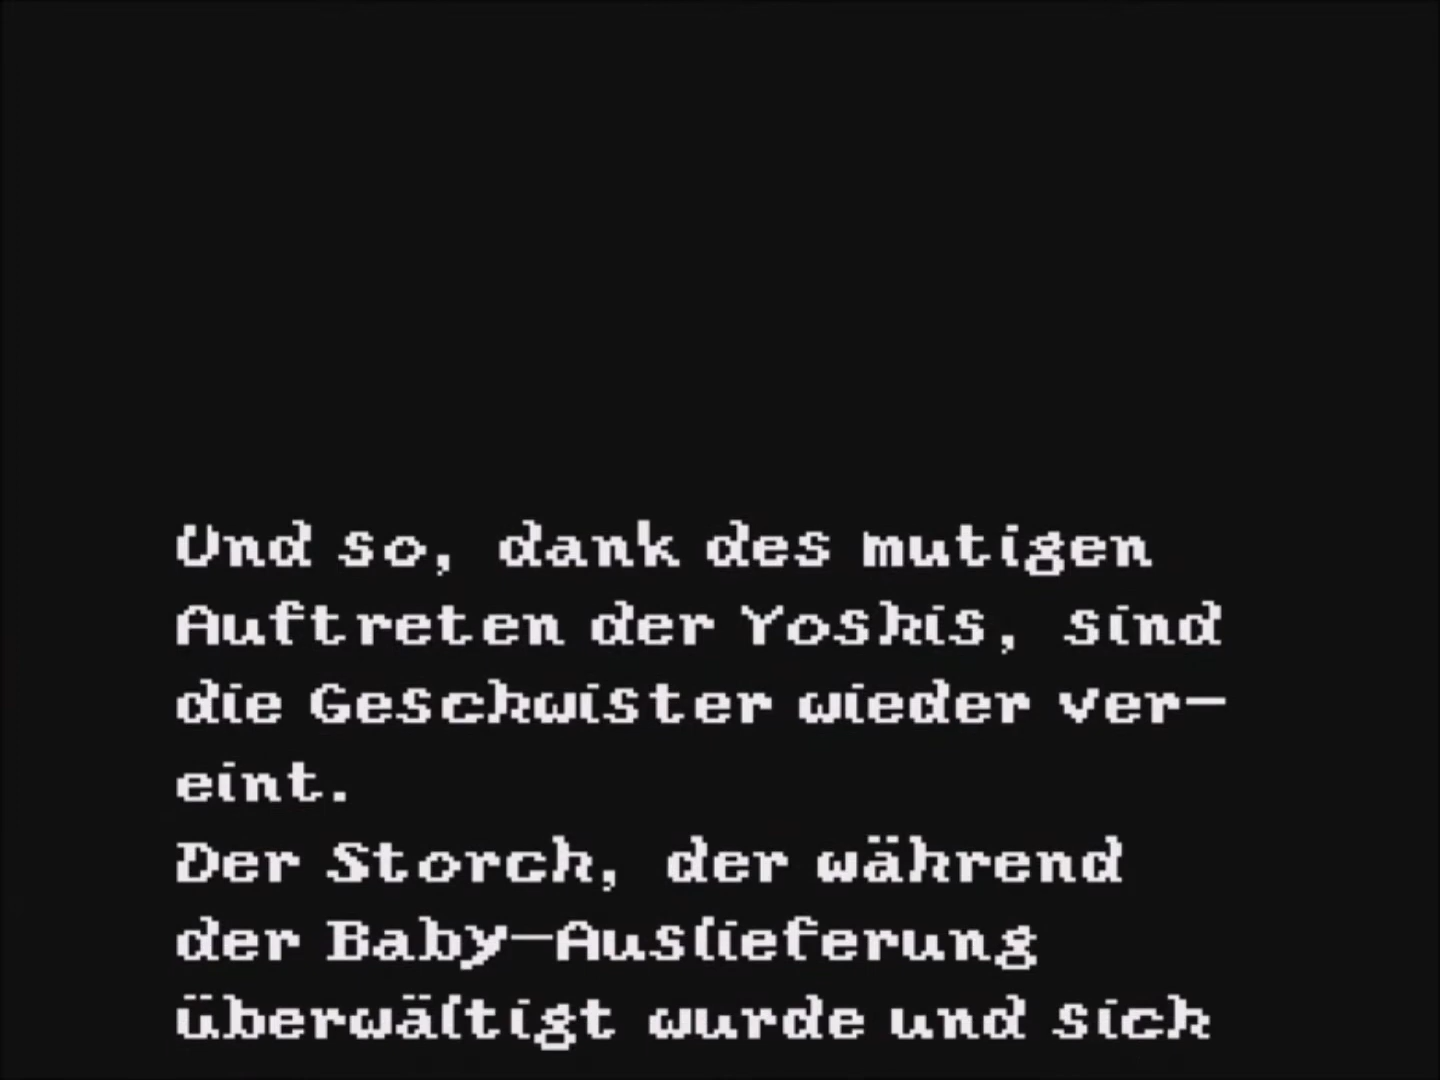 Und so, dank des mutigen
Auftreten der Yoshis, sind
die Geschwister wieder ver-
eint.
Der Storch, der während
der Baby-Auslieferung
überwältigt wurde und sich